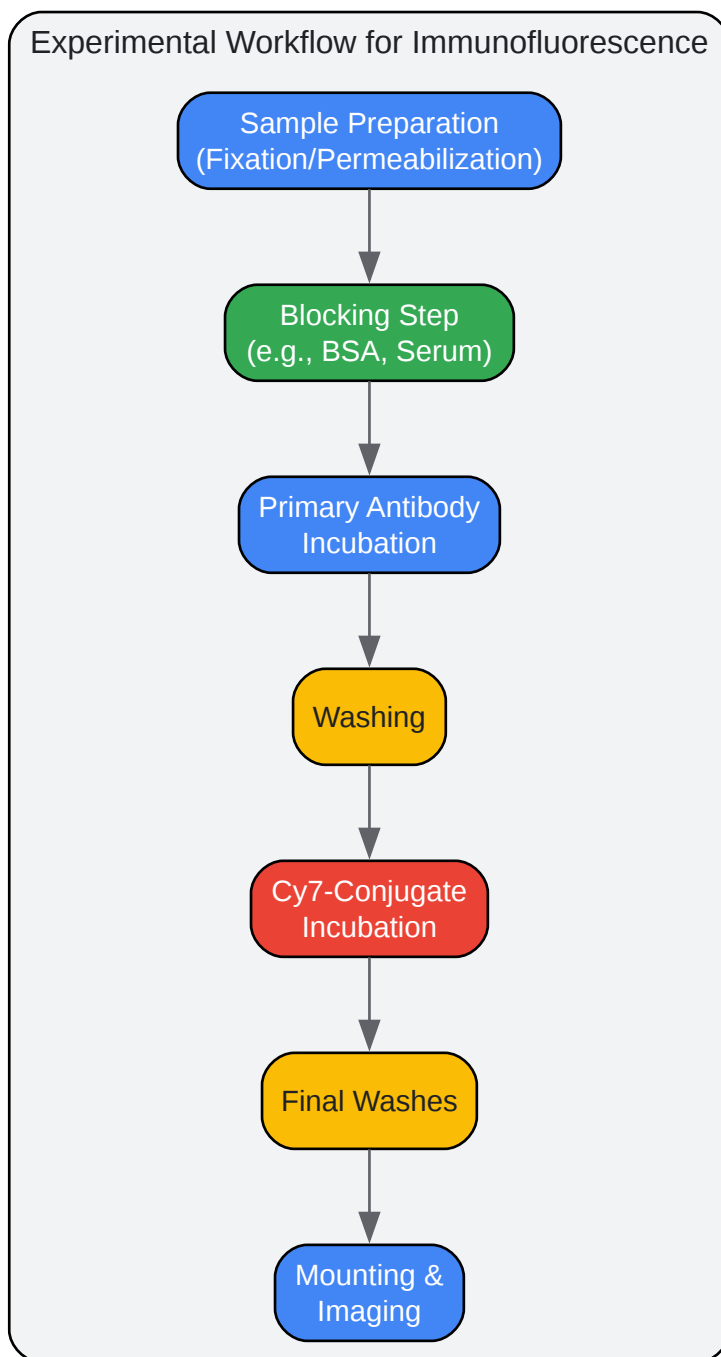 Experimental Workflow for Immunofluorescence
Sample Preparation
(Fixation/Permeabilization)
Blocking Step
(e.g., BSA, Serum)
Primary Antibody
Incubation
Washing
Cy7-Conjugate
Incubation
Final Washes
Mounting &
Imaging